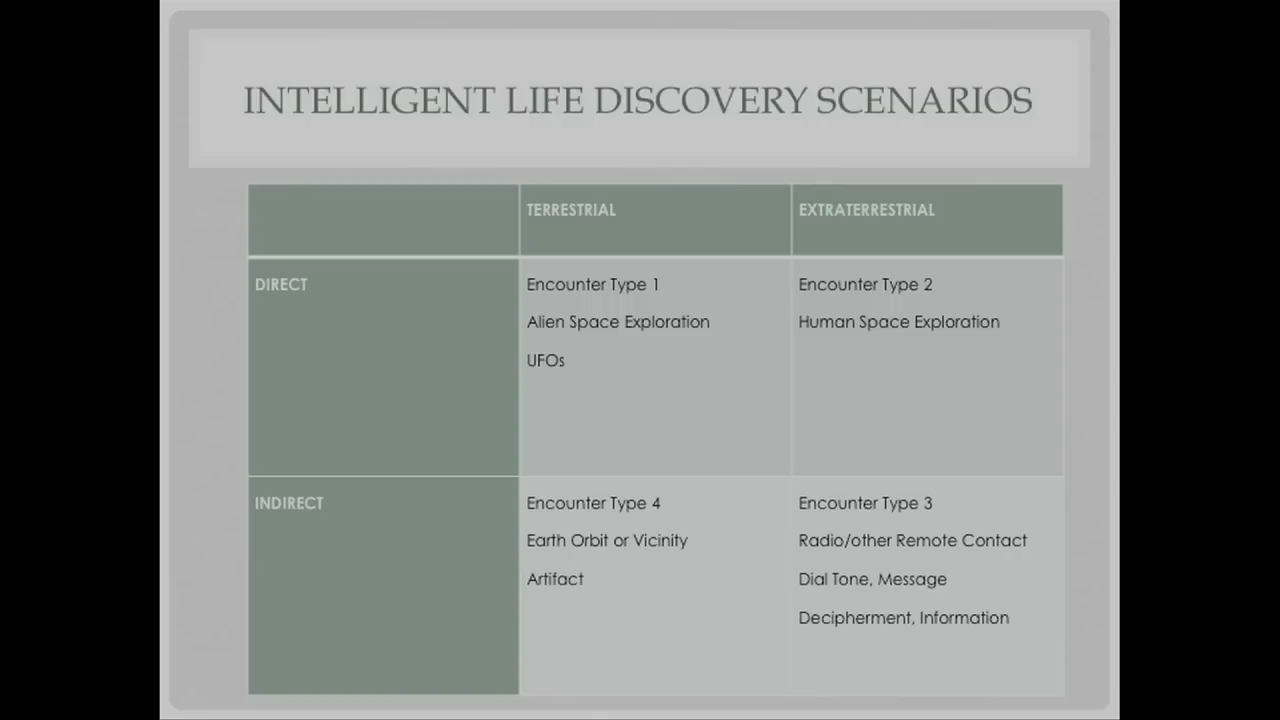 INTELLIGENT LIFE DISCOVERY SCENARIOS
TERRESTRIAL
EXTRATERRESTRIAL
DIRECT
Encounter Type 1
Alien Space Exploration
UFOs
Encounter Type 2
Human Space Exploration
INDIRECT
Encounter Type 4
Earth Orbit or Vicinity
Artifact
Encounter Type 3
Radio/other Remote Contact
Dial Tone, Message
Decipherment, Information